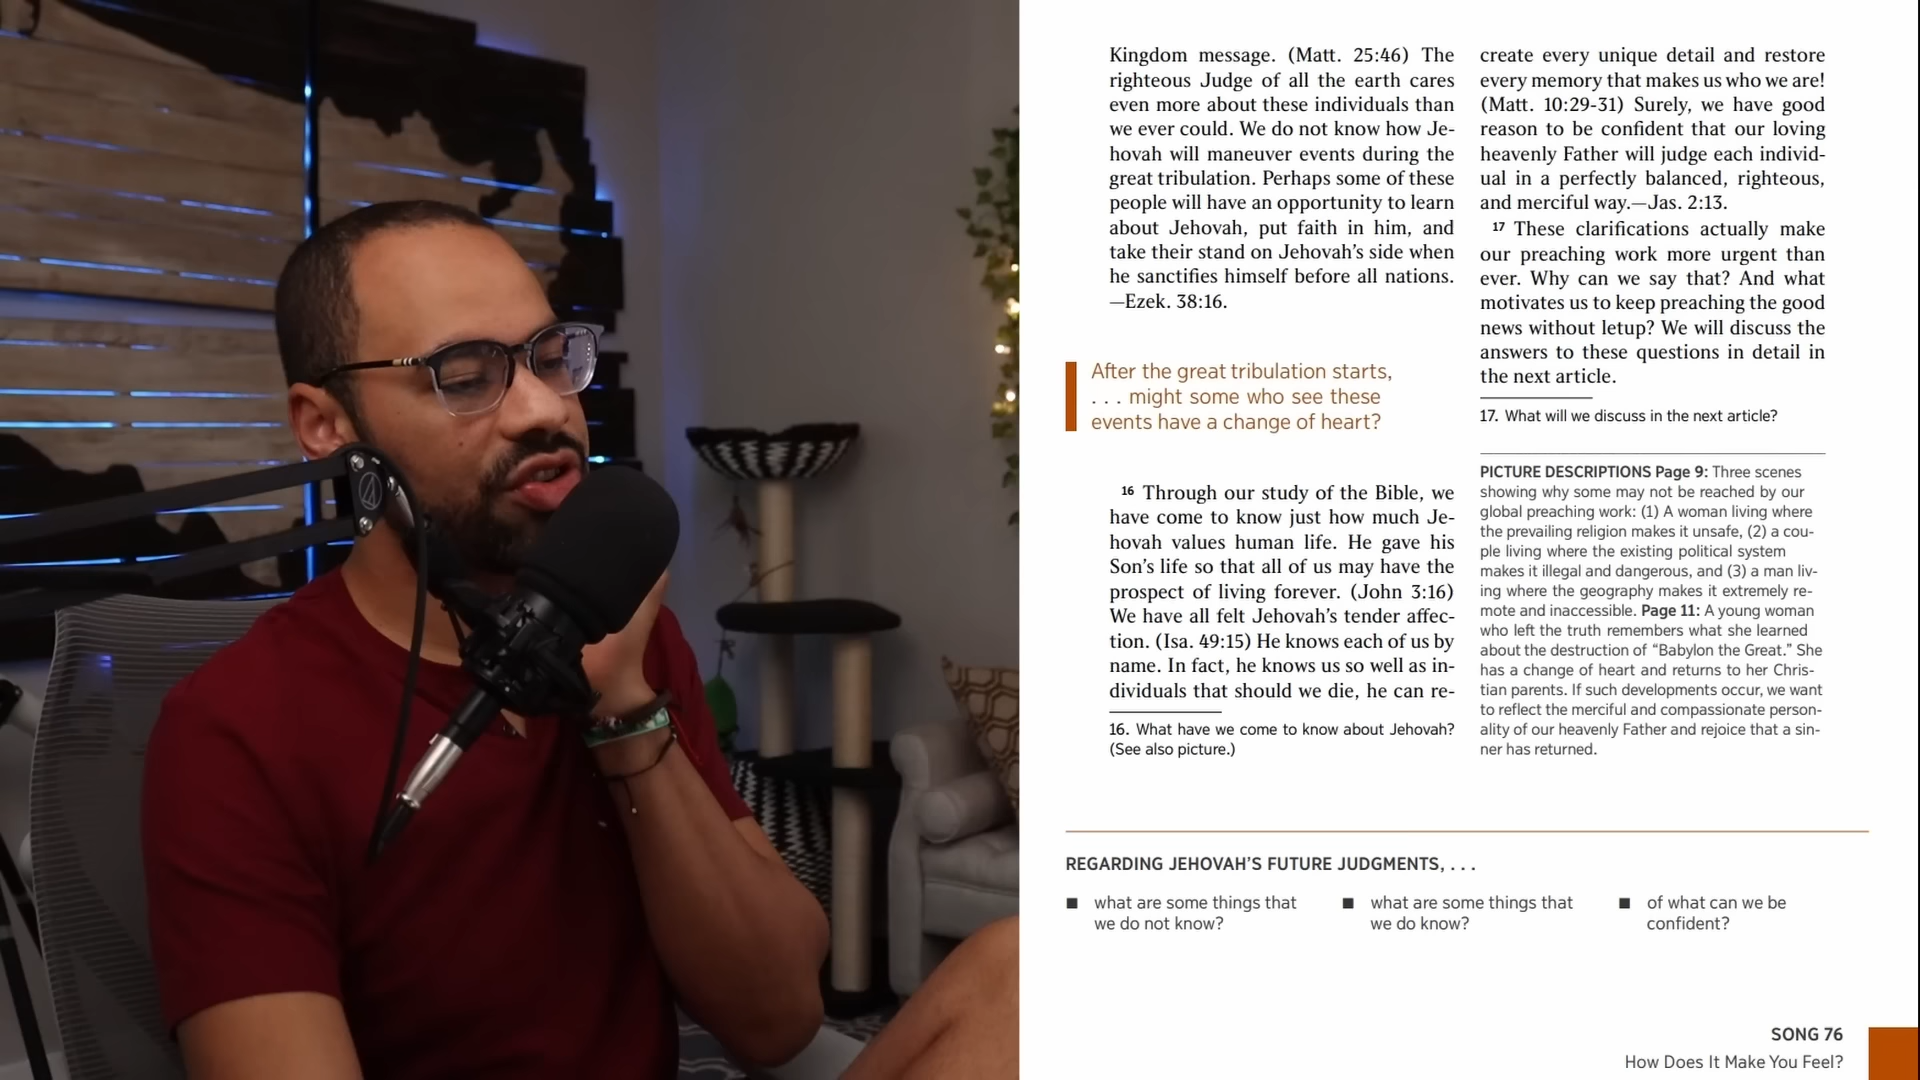 Kingdom message. (Matt. 25:46) The
righteous Judge of all the earth cares
even more about these individuals than
we ever could. We do not know how Je-
hovah will maneuver events during the
great tribulation. Perhaps some of these
people will have an opportunity to learn
about Jehovah, put faith in him, and
take their stand on Jehovah’s side when
he sanctifies himself before all nations.
—Ezek. 38:16.
After the great tribulation starts,
. . . might some who see these
events have a change of heart?
16 Through our study of the Bible, we
have come to know just how much Je-
hovah values human life. He gave his
Son’s life so that all of us may have the
prospect of living forever. (John 3:16)
We have all felt Jehovah’s tender affec-
tion. (Isa. 49:15) He knows each of us by
name. In fact, he knows us so well as in-
dividuals that should we die, he can re-
16. What have we come to know about Jehovah?
(See also picture.)
create every unique detail and restore
every memory that makes us who we are!
(Matt. 10:29-31) Surely, we have good
reason to be confident that our loving
heavenly Father will judge each individ-
ual in a perfectly balanced, righteous,
and merciful way.—Jas. 2:13.
17 These clarifications actually make
our preaching work more urgent than
ever. Why can we say that? And what
motivates us to keep preaching the good
news without letup? We will discuss the
answers to these questions in detail in
the next article.
17. What will we discuss in the next article?
PICTURE DESCRIPTIONS Page 9: Three scenes
showing why some may not be reached by our
global preaching work: (1) A woman living where
the prevailing religion makes it unsafe, (2) a cou-
ple living where the existing political system
makes it illegal and dangerous, and (3) a man liv-
ing where the geography makes it extremely re-
mote and inaccessible. Page 11: A young woman
who left the truth remembers what she learned
about the destruction of “Babylon the Great.” She
has a change of heart and returns to her Chris-
tian parents. If such developments occur, we want
to reflect the merciful and compassionate person-
ality of our heavenly Father and rejoice that a sin-
ner has returned.
REGARDING JEHOVAH’S FUTURE JUDGMENTS, . . .
■ what are some things that
we do not know?
■ what are some things that
we do know?
■ of what can we be
confident?
SONG 76
How Does It Make You Feel?